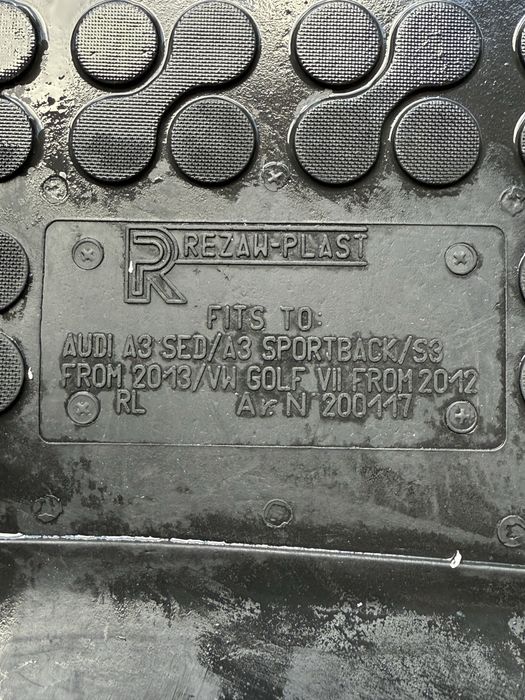 R REZAW-PLAST
FITS TO:
AUDI A3 SED/A3 SPORTBACK/S3
FROM 2013/VW GOLF VII FROM 2012
RL Ar.N 200117